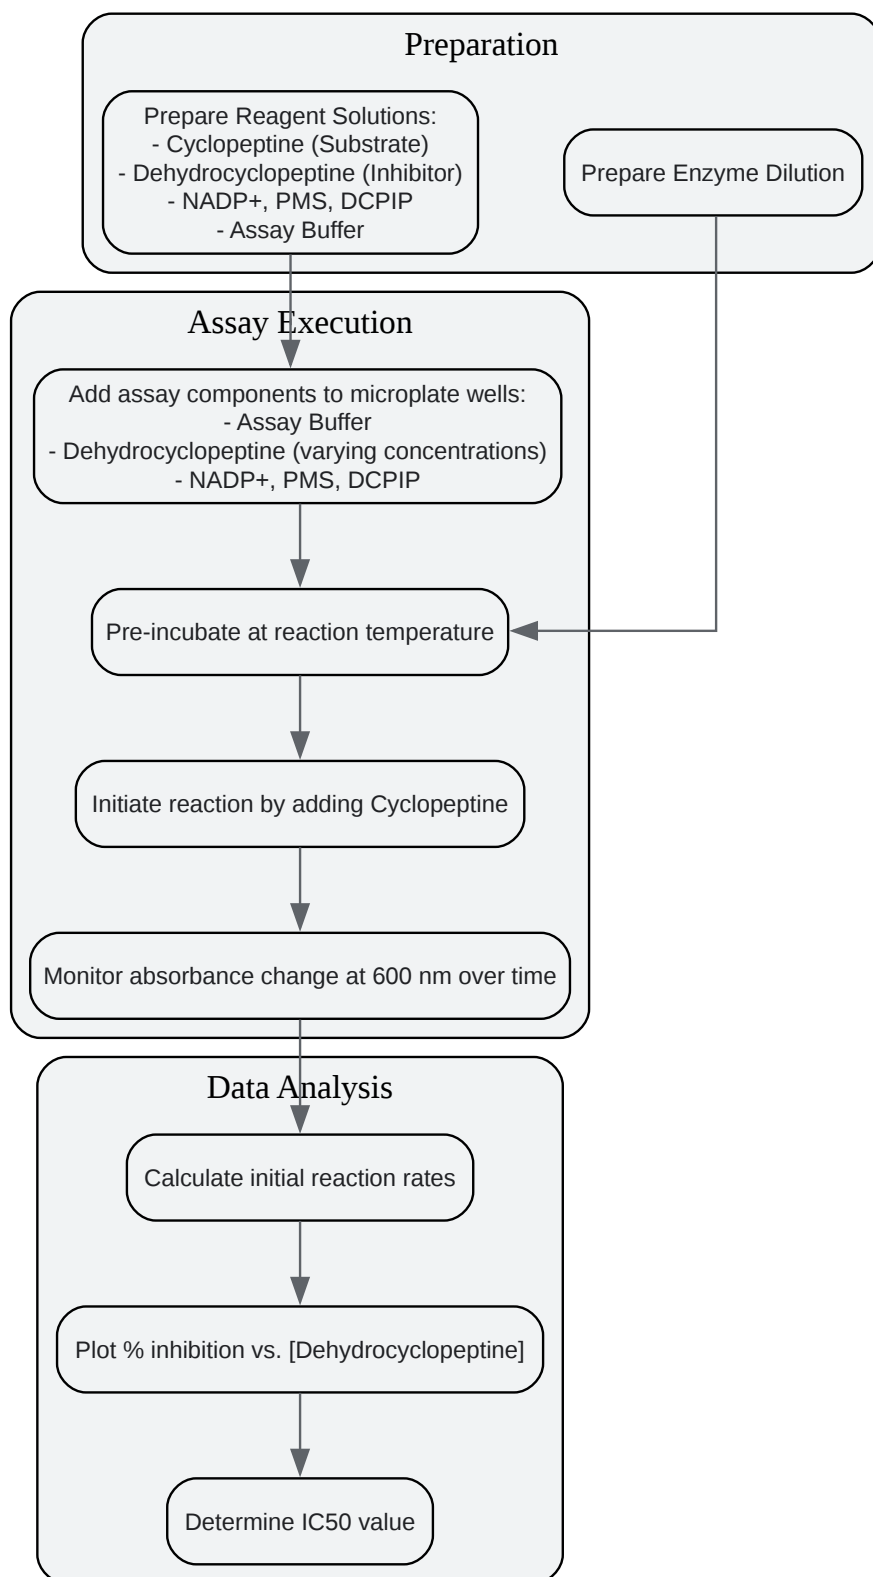 Preparation
Prepare Reagent Solutions:
- Cyclopeptine (Substrate)
- Dehydrocyclopeptine (Inhibitor)
- NADP+, PMS, DCPIP
- Assay Buffer
Prepare Enzyme Dilution
Assay Execution
Add assay components to microplate wells:
- Assay Buffer
- Dehydrocyclopeptine (varying concentrations)
- NADP+, PMS, DCPIP
Pre-incubate at reaction temperature
Initiate reaction by adding Cyclopeptine
Monitor absorbance change at 600 nm over time
Data Analysis
Calculate initial reaction rates
Plot % inhibition vs. [Dehydrocyclopeptine]
Determine IC50 value